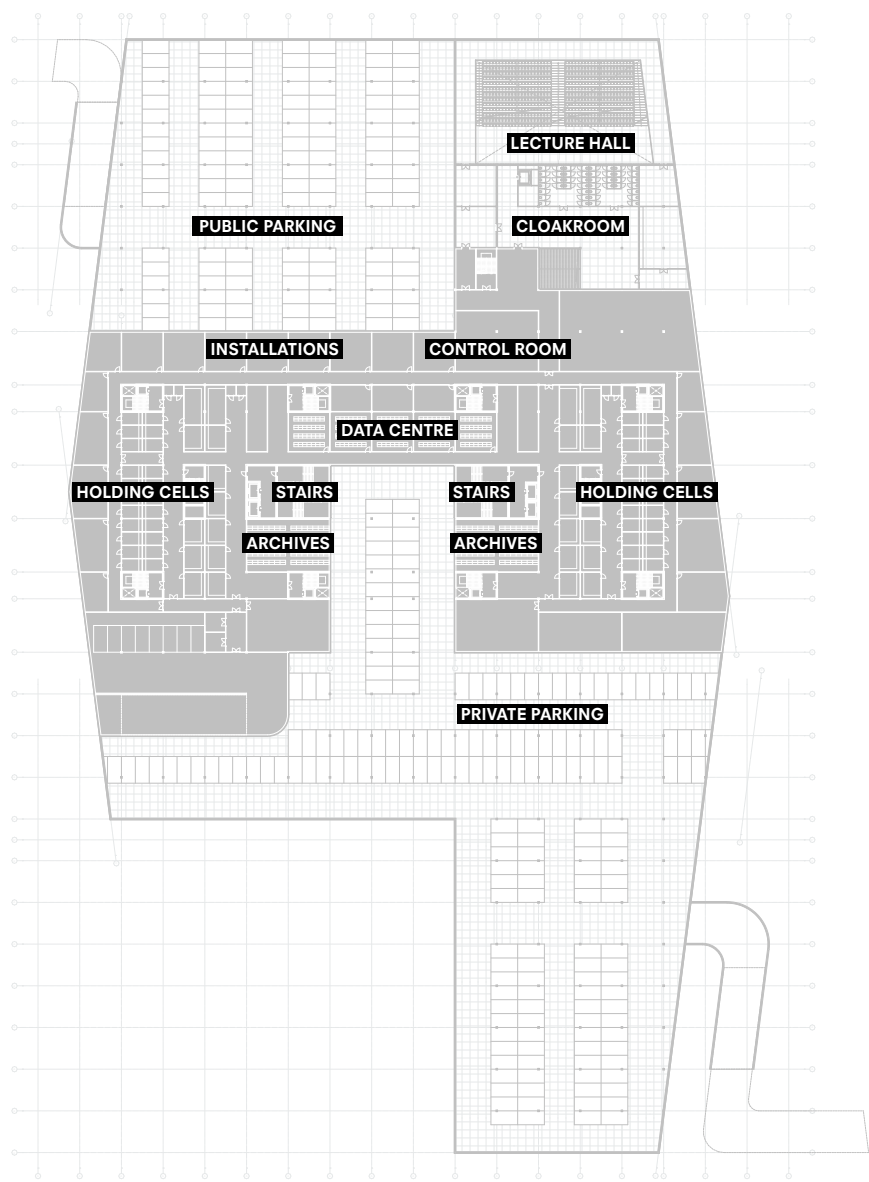 LECTURE HALL
PUBLIC PARKING
CLOAKROOM
INSTALLATIONS
CONTROL ROOM
DATA CENTRE
HOLDING CELLS
STAIRS
STAIRS
HOLDING CELLS
ARCHIVES
ARCHIVES
PRIVATE PARKING